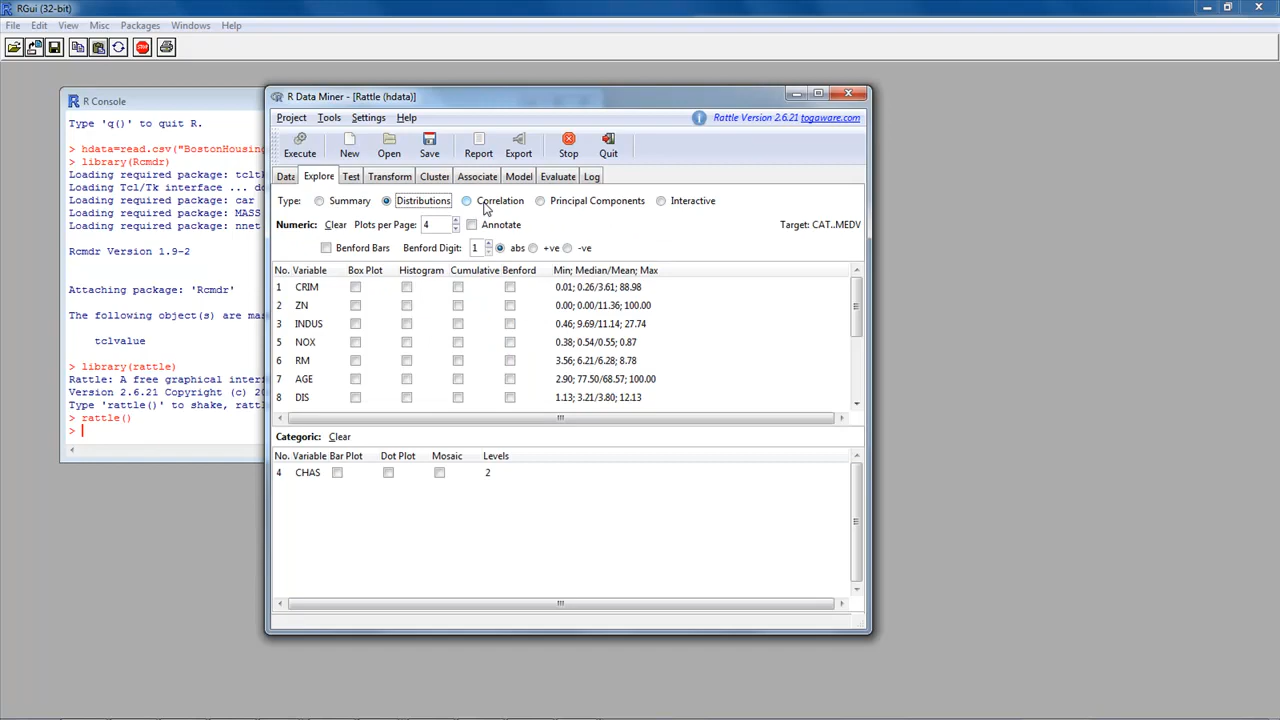 RGui (32-bit)
File Edit View Misc Packages Windows Help
STOP
R Console
Type 'q()' to quit R.
> hdata=read.csv("BostonHousing
> library(Rcmdr)
Loading required package: tcltk
Loading Tcl/Tk interface ... do
Loading required package: car
Loading required package: MASS
Loading required package: nnet
Rcmdr Version 1.9-2
Attaching package: 'Rcmdr'
The following object(s) are mas
tclvalue
> library(rattle)
Rattle: A free graphical interf
Version 2.6.21 Copyright (c) 20
Type 'rattle()' to shake, rattl
> rattle()
>
R Data Miner - [Rattle (hdata)]
Project Tools Settings Help
Rattle Version 2.6.21 togaware.com
Execute New Open Save Report Export Stop Quit
Data Explore Test Transform Cluster Associate Model Evaluate Log
Type: Summary Distributions Correlation Principal Components Interactive
Numeric: Clear Plots per Page: 4 Annotate Target: CAT..MEDV
Benford Bars Benford Digit: 1 abs +ve -ve
No. Variable Box Plot Histogram Cumulative Benford Min; Median/Mean; Max
1 CRIM 0.01; 0.26/3.61; 88.98
2 ZN 0.00; 0.00/11.36; 100.00
3 INDUS 0.46; 9.69/11.14; 27.74
5 NOX 0.38; 0.54/0.55; 0.87
6 RM 3.56; 6.21/6.28; 8.78
7 AGE 2.90; 77.50/68.57; 100.00
8 DIS 1.13; 3.21/3.80; 12.13
Categoric: Clear
No. Variable Bar Plot Dot Plot Mosaic Levels
4 CHAS 2